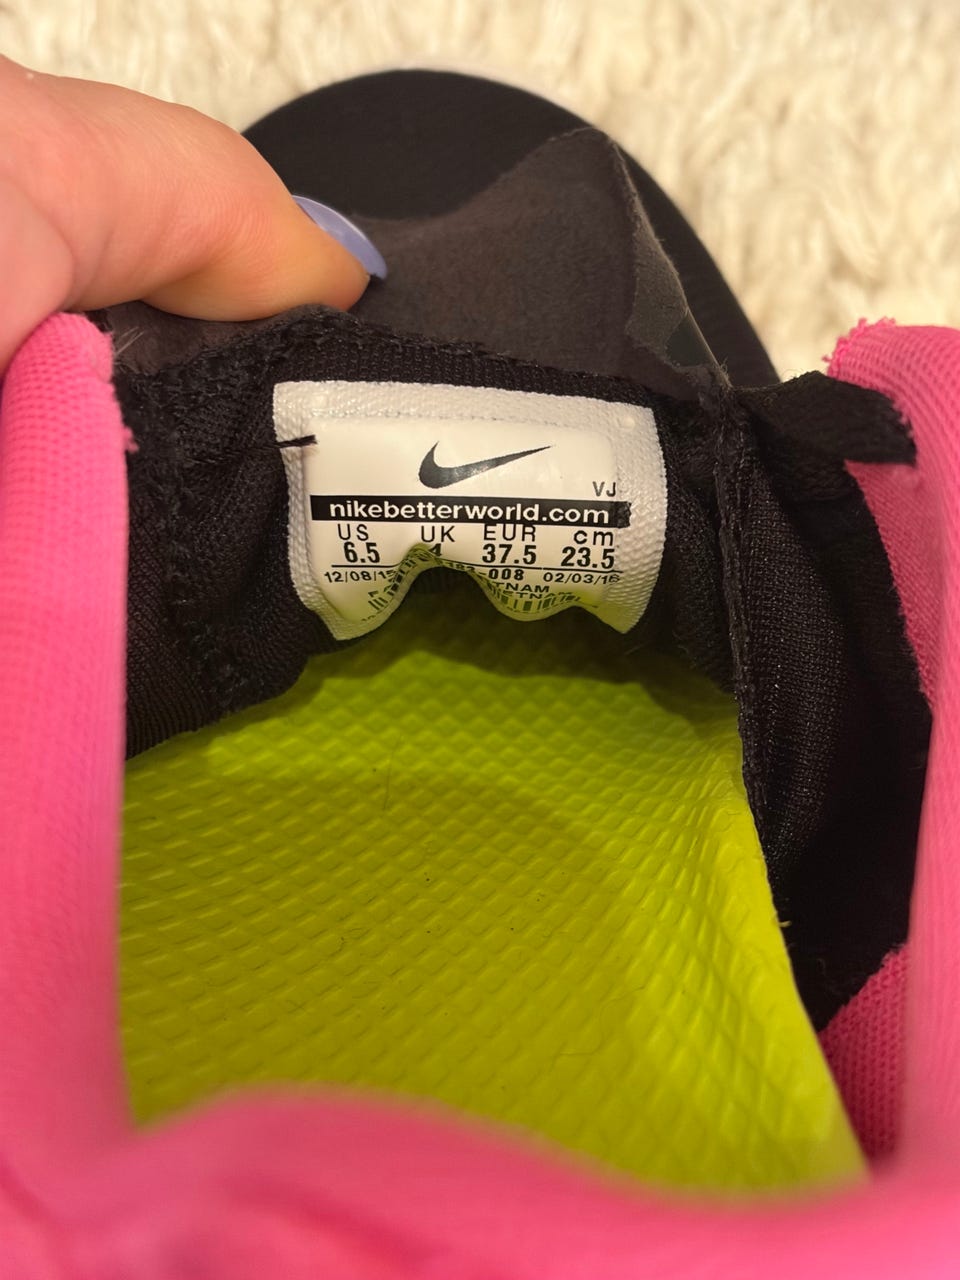 VJ
nikebetterworld.com
US UK EUR cm
6.5 4 37.5 23.5
12/08/15 -008 02/03/16